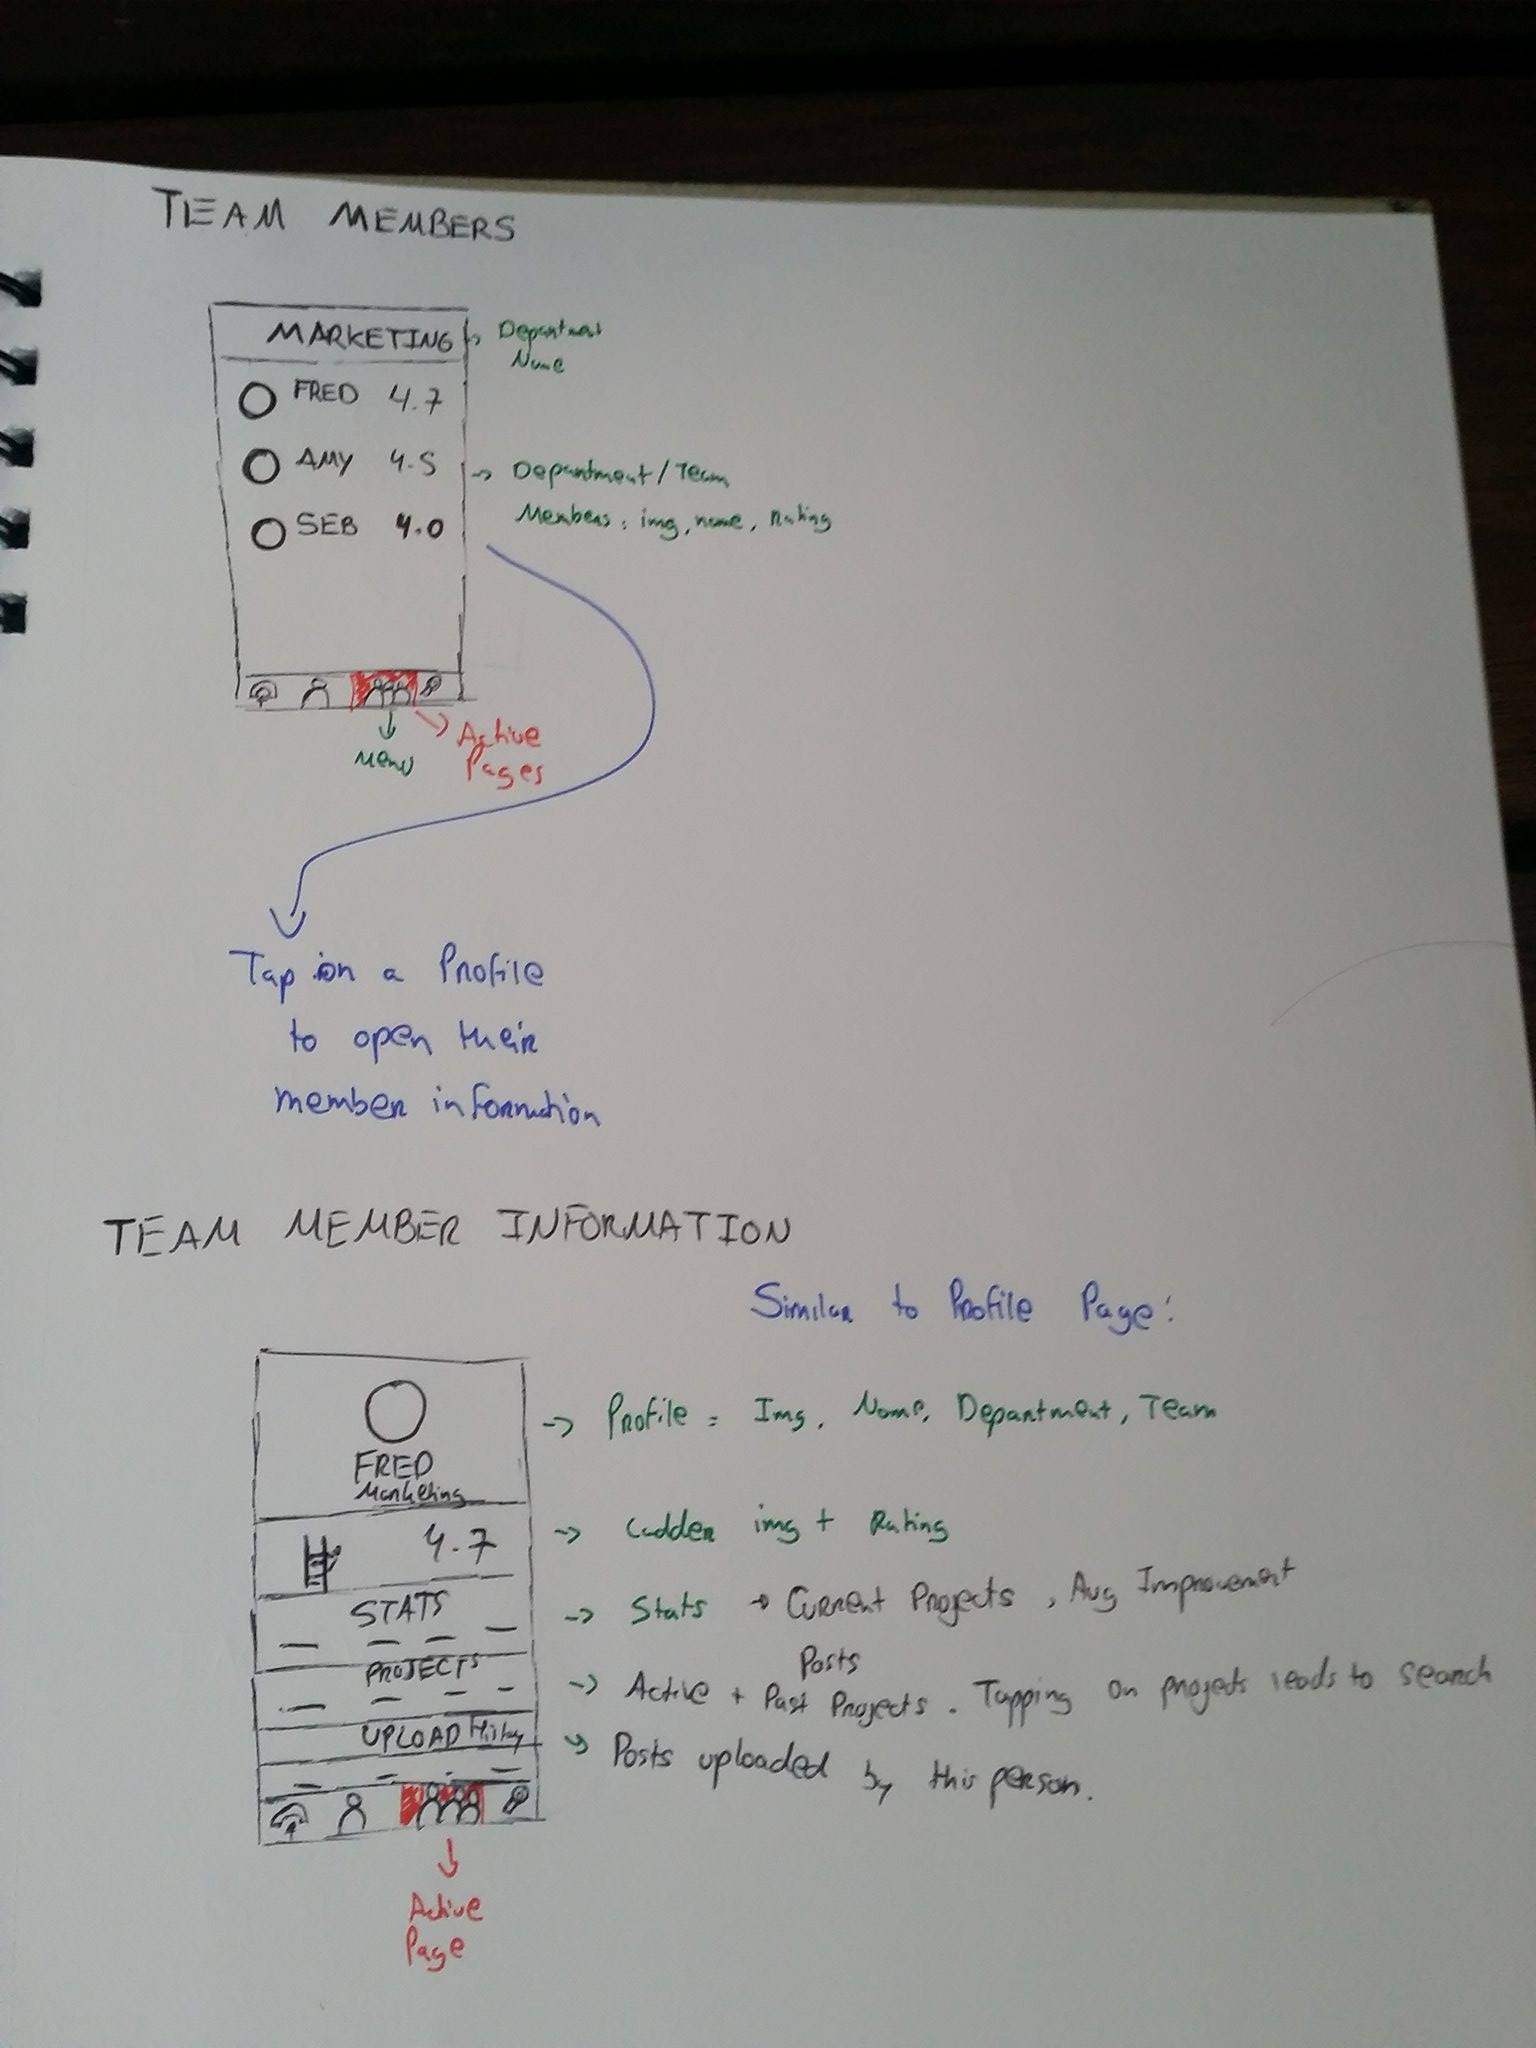 TEAM MEMBERS
MARKETING
Department
Name
FRED 4.7
AMY 4.5
SEB 4.0
Department/Team
Members: img, name, Rating
Menu
Active
Pages
Tap on a Profile
to open their
member information
TEAM MEMBER INFORMATION
Similar to Profile Page:
FRED
Marketing
Profile = Img, Name, Department, Team
4.7
Ladder img + Rating
STATS
Stats → Current Projects, Avg Improvement
Posts
PROJECTS
Active + Past Projects. Tapping on projects leads to search
UPLOAD History
Posts uploaded by this person.
Active
Page